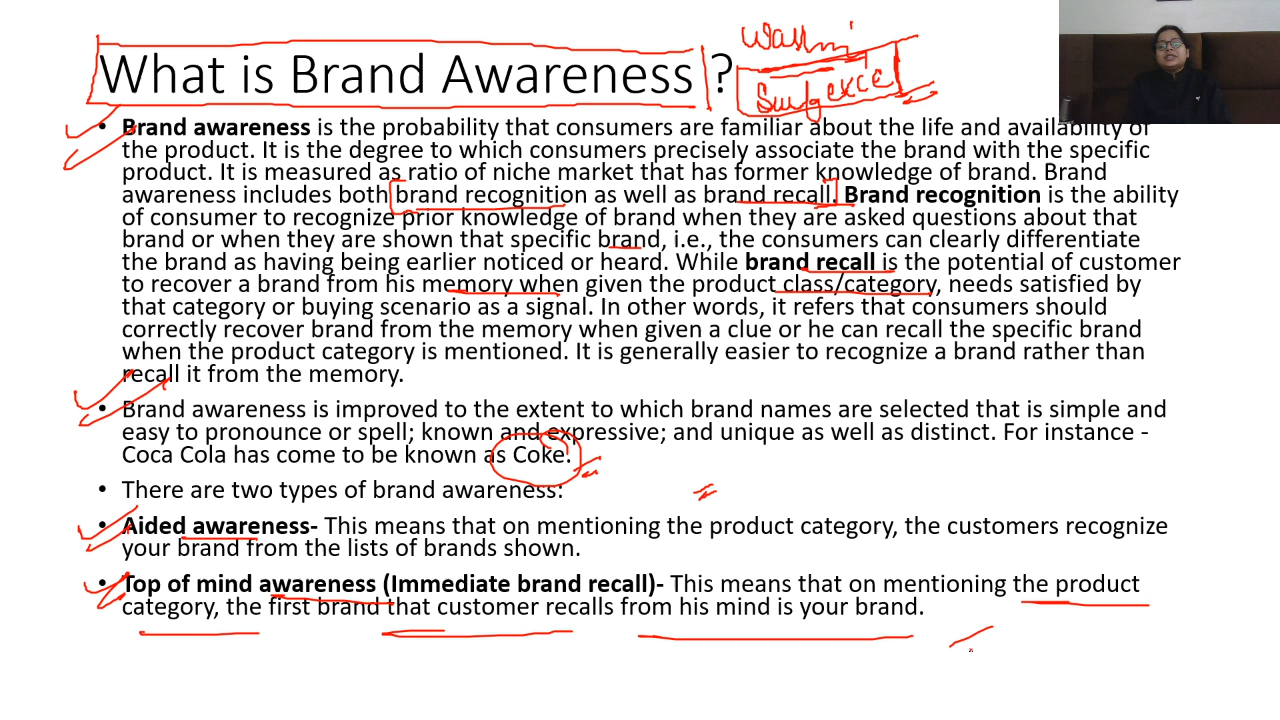 What is Brand Awareness ?
Surf excel
• Brand awareness is the probability that consumers are familiar about the life and availability of
the product. It is the degree to which consumers precisely associate the brand with the specific
product. It is measured as ratio of niche market that has former knowledge of brand. Brand
awareness includes both brand recognition as well as brand recall. Brand recognition is the ability
of consumer to recognize prior knowledge of brand when they are asked questions about that
brand or when they are shown that specific brand, i.e., the consumers can clearly differentiate
the brand as having being earlier noticed or heard. While brand recall is the potential of customer
to recover a brand from his memory when given the product class/category, needs satisfied by
that category or buying scenario as a signal. In other words, it refers that consumers should
correctly recover brand from the memory when given a clue or he can recall the specific brand
when the product category is mentioned. It is generally easier to recognize a brand rather than
recall it from the memory.
• Brand awareness is improved to the extent to which brand names are selected that is simple and
easy to pronounce or spell; known and expressive; and unique as well as distinct. For instance -
Coca Cola has come to be known as Coke.
• There are two types of brand awareness:
• Aided awareness- This means that on mentioning the product category, the customers recognize
your brand from the lists of brands shown.
• Top of mind awareness (Immediate brand recall)- This means that on mentioning the product
category, the first brand that customer recalls from his mind is your brand.